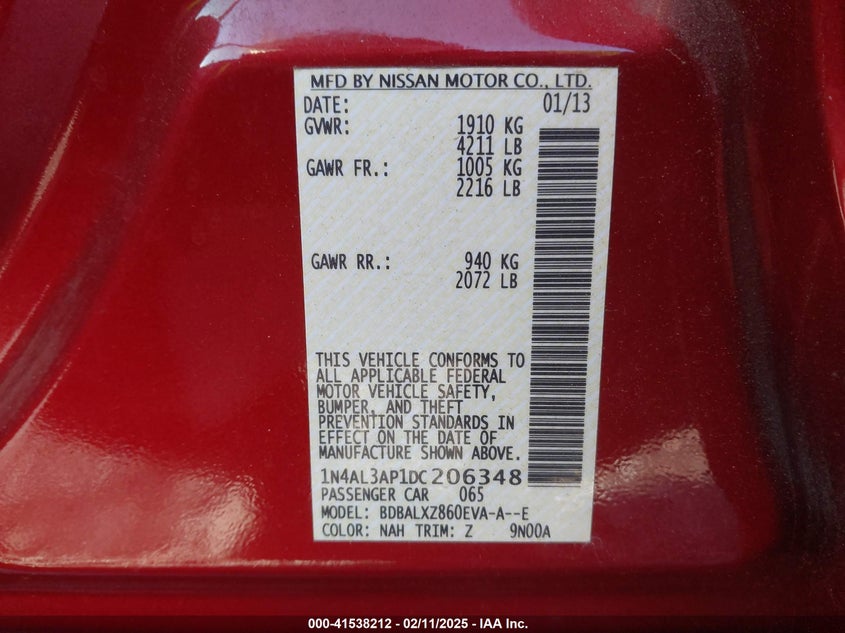 MFD BY NISSAN MOTOR CO., LTD.
DATE: 01/13
GVWR: 1910 KG
4211 LB
GAWR FR.: 1005 KG
2216 LB
GAWR RR.: 940 KG
2072 LB
THIS VEHICLE CONFORMS TO
ALL APPLICABLE FEDERAL
MOTOR VEHICLE SAFETY,
BUMPER, AND THEFT
PREVENTION STANDARDS IN
EFFECT ON THE DATE OF
MANUFACTURE SHOWN ABOVE.
1N4AL3AP1DC206348
PASSENGER CAR 065
MODEL: BDBALXZ860EVA-A--E
COLOR: NAH TRIM: Z 9N00A
000-41538212 - 02/11/2025 - IAA Inc.